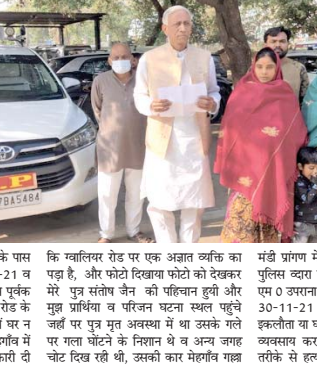 P
7BA5484
के पास
-21 व
पूर्वक
रोड के
घर न
गाँव में
कारी दी
कि ग्वालियर रोड पर एक अज्ञात व्यक्ति का
पड़ा है, और फोटो दिखाया फोटो को देखकर
मेरे पुत्र संतोष जैन की पहिचान हुयी और
मुझ प्रार्थिया व परिजन घटना स्थल पहुंचे
जहाँ पर पुत्र मृत अवस्था में था उसके गले
पर गला घोंटने के निशान थे व अन्य जगह
चोट दिख रही थी, उसकी कार मेहगाँव गल्ला
मंडी प्रांगण में
पुलिस व्दारा
एम 0 उपराना
30-11-21
इकलौता या घ
व्यवसाय कर
तरीके से हत्य